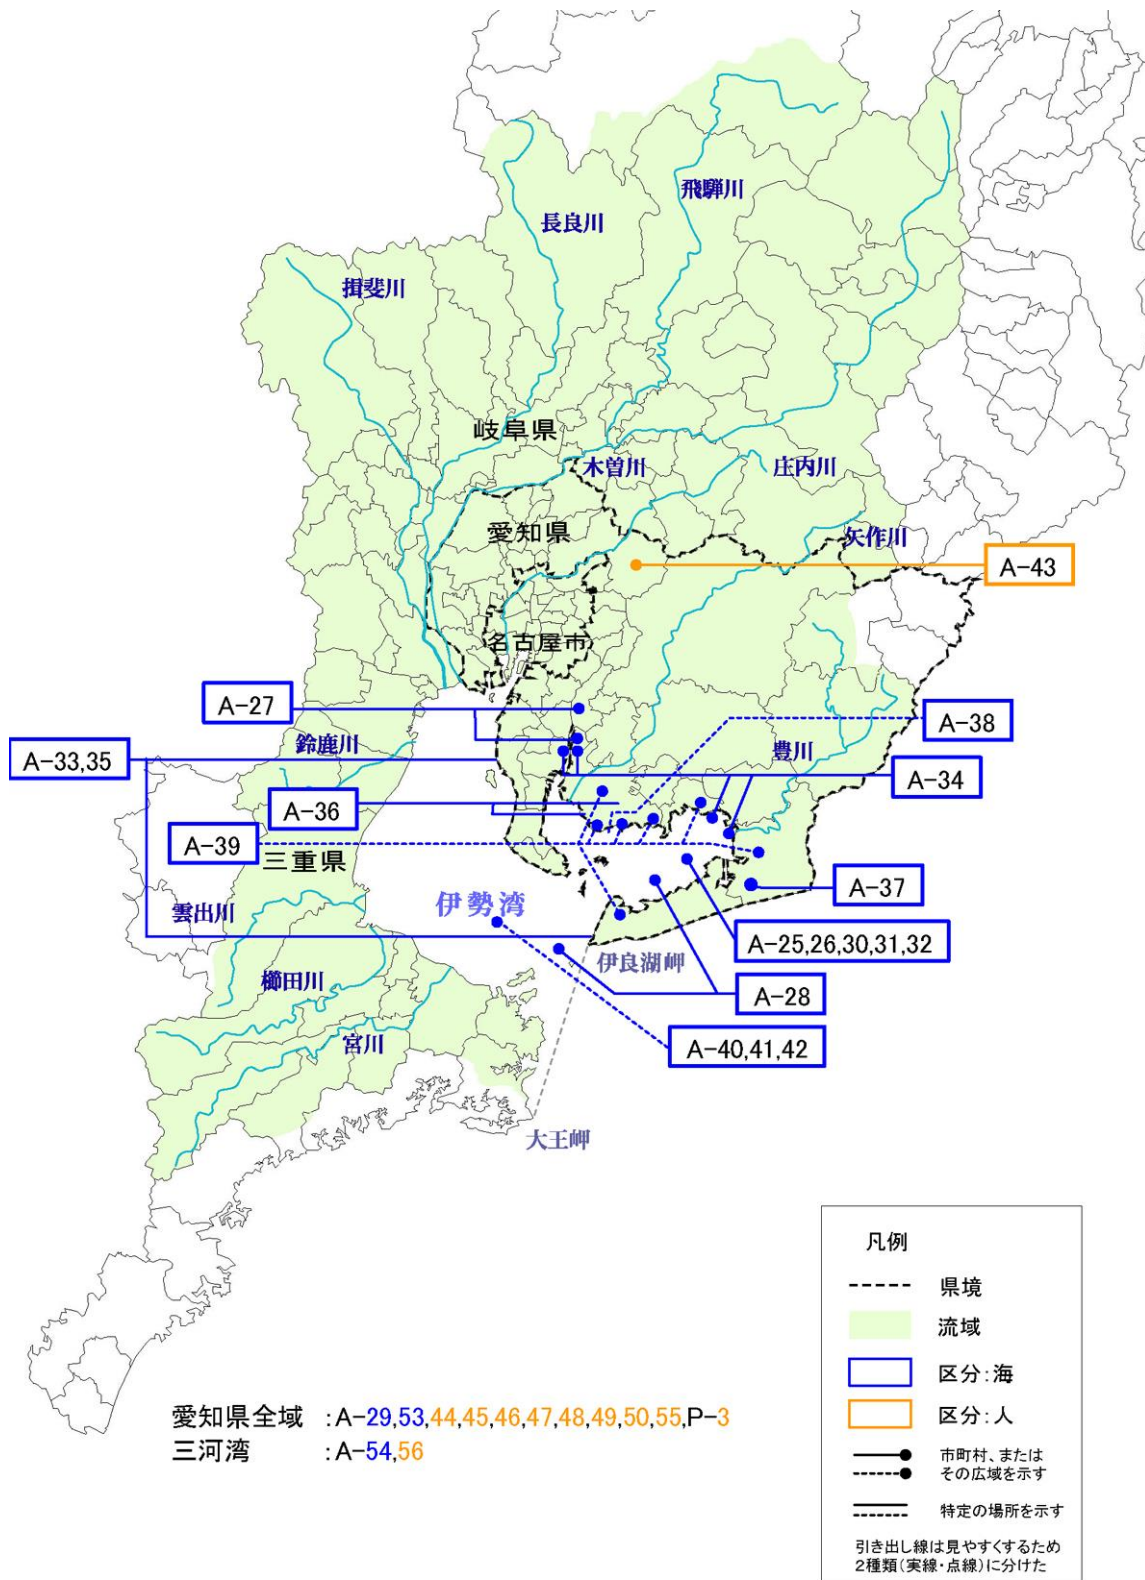 飛騨川
長良川
揖斐川
岐阜県
木曽川
庄内川
愛知県
矢作川
A-43
名古屋市
A-27
A-38
鈴鹿川
豊川
A-33,35
A-34
A-36
A-39
三重県
A-37
雲出川
伊勢湾
A-25,26,30,31,32
伊良湖岬
櫛田川
A-28
宮川
A-40,41,42
大王岬
凡例
県境
流域
区分:海
区分:人
市町村、または
その広域を示す
特定の場所を示す
引き出し線は見やすくするため
2種類(実線・点線)に分けた
愛知県全域 :A-29,53,44,45,46,47,48,49,50,55,P-3
三河湾 :A-54,56